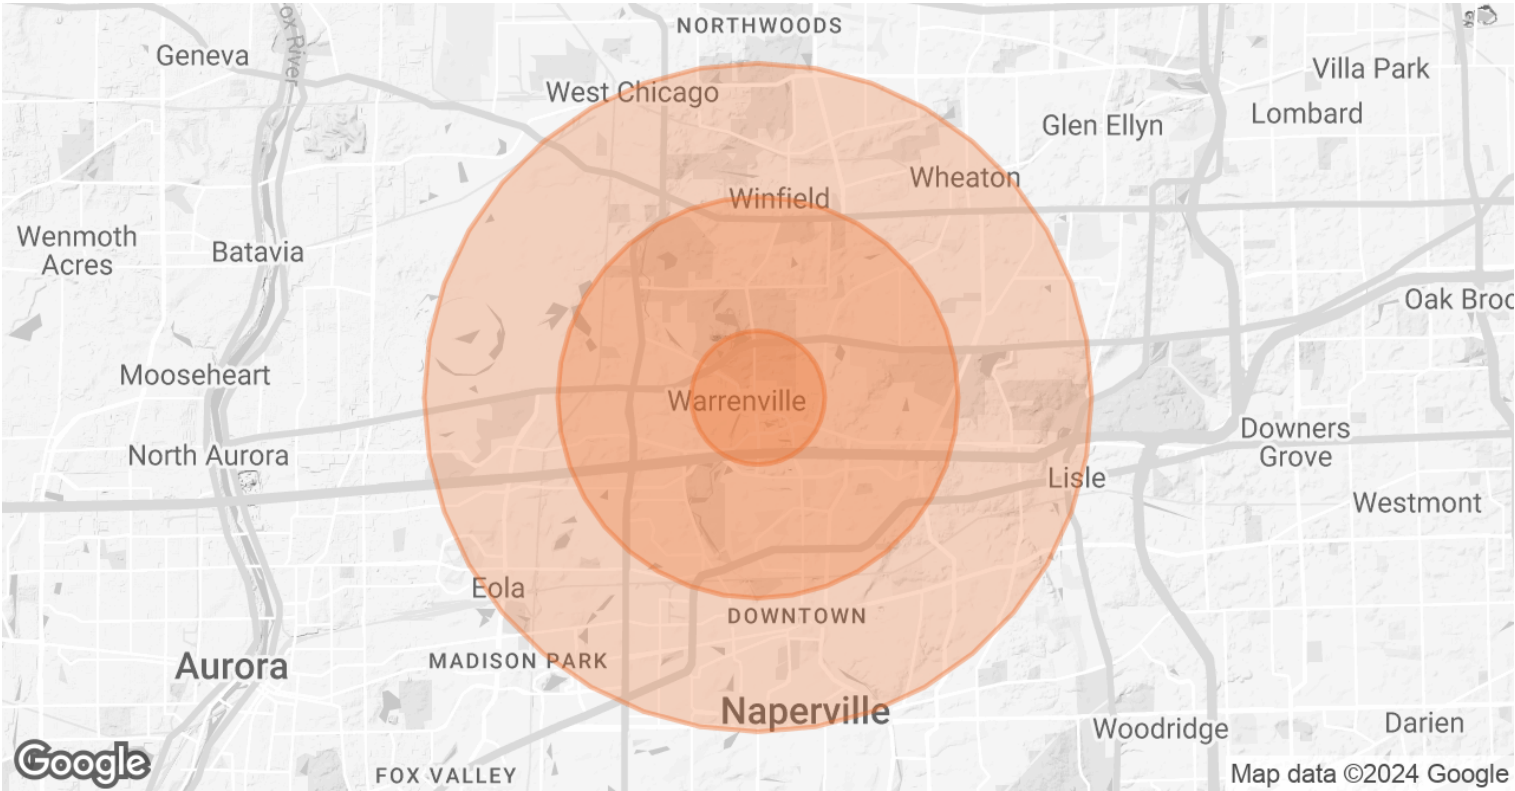 NORTHWOODS
Geneva
ox River
Villa Park
West Chicago
Lombard
Glen Ellyn
Wheaton
Winfield
Wenmoth
Acres
Batavia
Oak Broo
Mooseheart
Warrenville
Downers
Grove
North Aurora
Lisle
Westmont
Eola
DOWNTOWN
MADISON PARK
Aurora
Naperville
Woodridge
Darien
Google
FOX VALLEY
Map data ©2024 Google